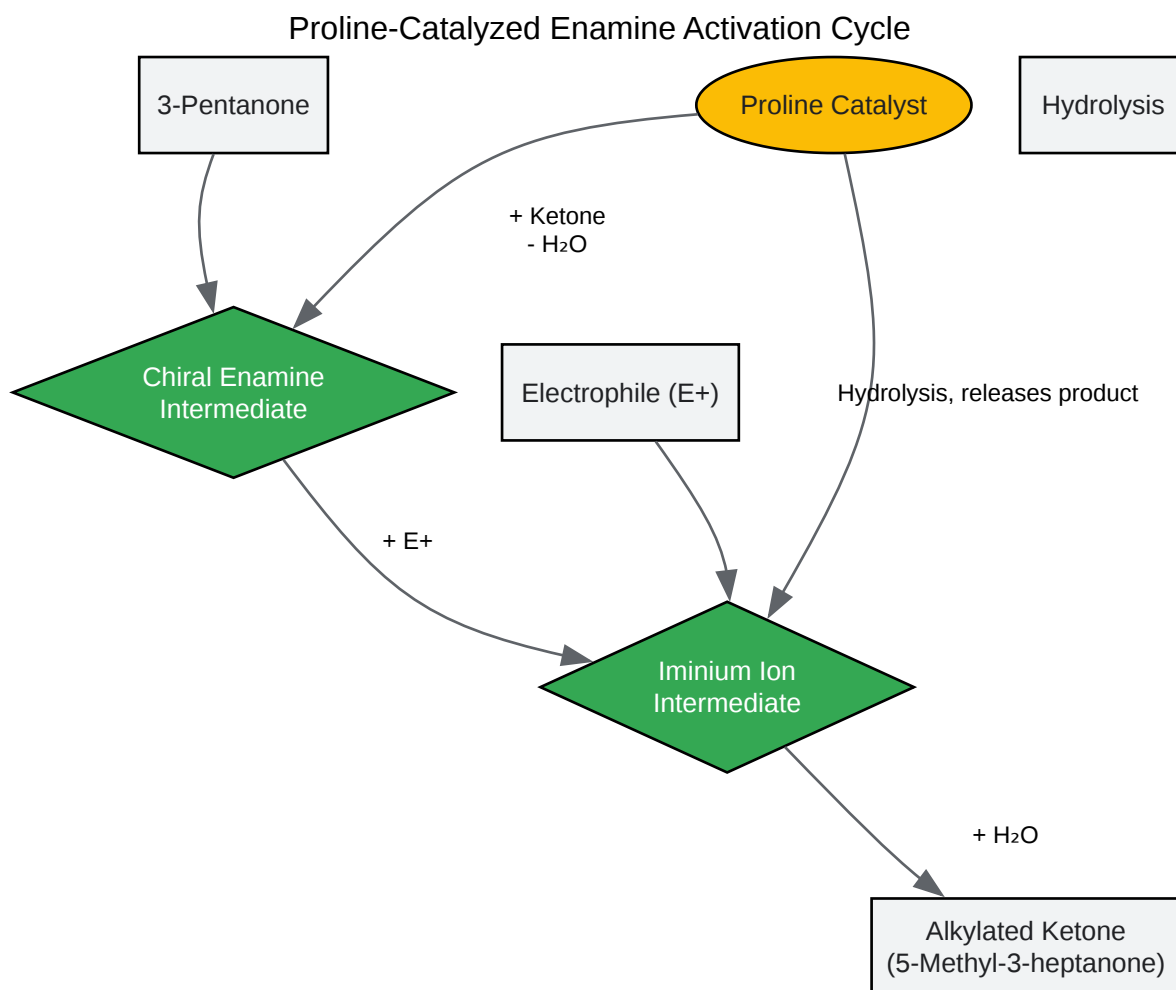 Proline-Catalyzed Enamine Activation Cycle
3-Pentanone
Proline Catalyst
Hydrolysis
+ Ketone
- H₂O
Chiral Enamine
Intermediate
Electrophile (E+)
Hydrolysis, releases product
+ E+
Iminium Ion
Intermediate
+ H₂O
Alkylated Ketone
(5-Methyl-3-heptanone)